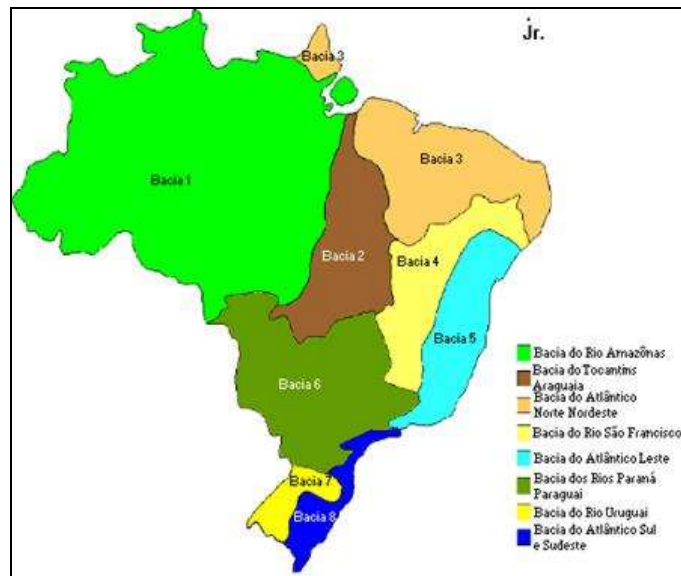 Jr.
Bacia 3
Bacia 3
Bacia 1
Bacia 2
Bacia 4
Bacia 5
Bacia 6
Bacia 7
Bacia 8
Bacia do Rio Amazônas
Bacia do Tocantins
Araguaia
Bacia do Atlântico
Norte Nordeste
Bacia do Rio São Francisco
Bacia do Atlântico Leste
Bacia dos Rios Paraná
Paraguai
Bacia do Rio Uruguai
Bacia do Atlântico Sul
e Sudeste